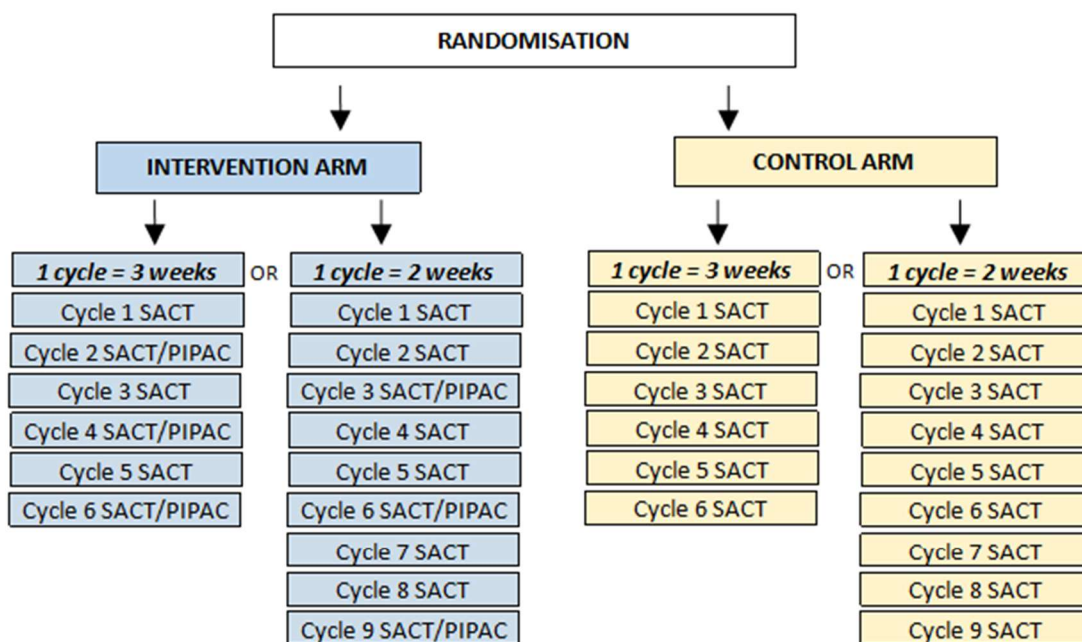 RANDOMISATION
INTERVENTION ARM
CONTROL ARM
1 cycle = 3 weeks
OR
1 cycle = 2 weeks
1 cycle = 3 weeks
OR
1 cycle = 2 weeks
Cycle 1 SACT
Cycle 2 SACT/PIPAC
Cycle 3 SACT
Cycle 4 SACT/PIPAC
Cycle 5 SACT
Cycle 6 SACT/PIPAC
Cycle 1 SACT
Cycle 2 SACT
Cycle 3 SACT/PIPAC
Cycle 4 SACT
Cycle 5 SACT
Cycle 6 SACT/PIPAC
Cycle 7 SACT
Cycle 8 SACT
Cycle 9 SACT/PIPAC
Cycle 1 SACT
Cycle 2 SACT
Cycle 3 SACT
Cycle 4 SACT
Cycle 5 SACT
Cycle 6 SACT
Cycle 1 SACT
Cycle 2 SACT
Cycle 3 SACT
Cycle 4 SACT
Cycle 5 SACT
Cycle 6 SACT
Cycle 7 SACT
Cycle 8 SACT
Cycle 9 SACT